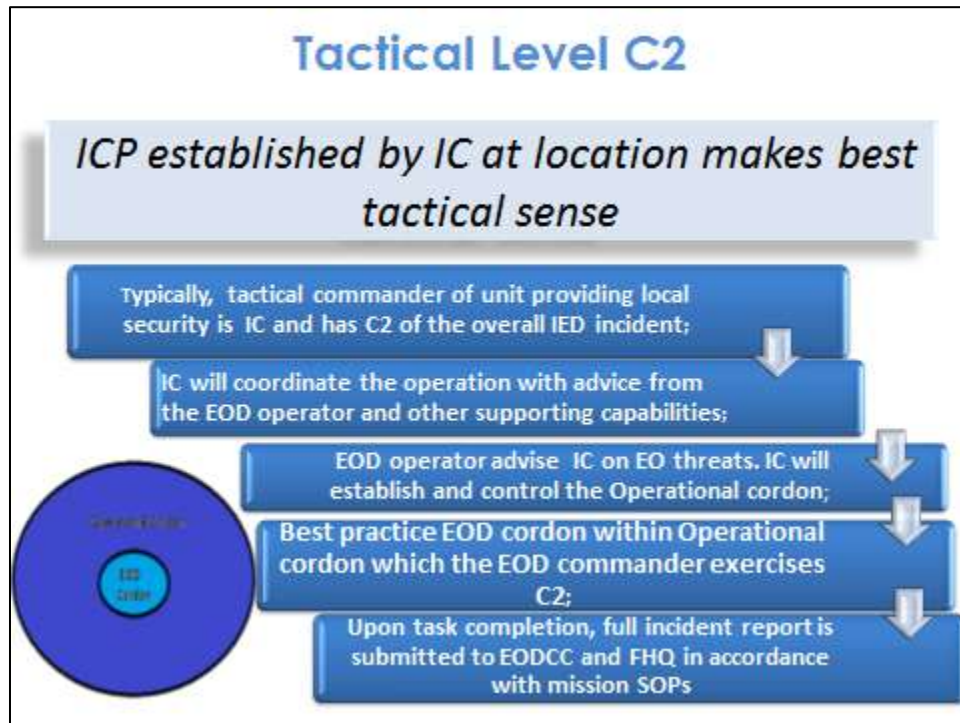 Tactical Level C2
ICP established by IC at location makes best
tactical sense
Typically, tactical commander of unit providing local
security is IC and has C2 of the overall IED incident;
IC will coordinate the operation with advice from
the EOD operator and other supporting capabilities;
EOD operator advise IC on EO threats. IC will
establish and control the Operational cordon;
Best practice EOD cordon within Operational
cordon which the EOD commander exercises
C2;
Upon task completion, full incident report is
submitted to EODCC and FHQ in accordance
with mission SOPs
EOD